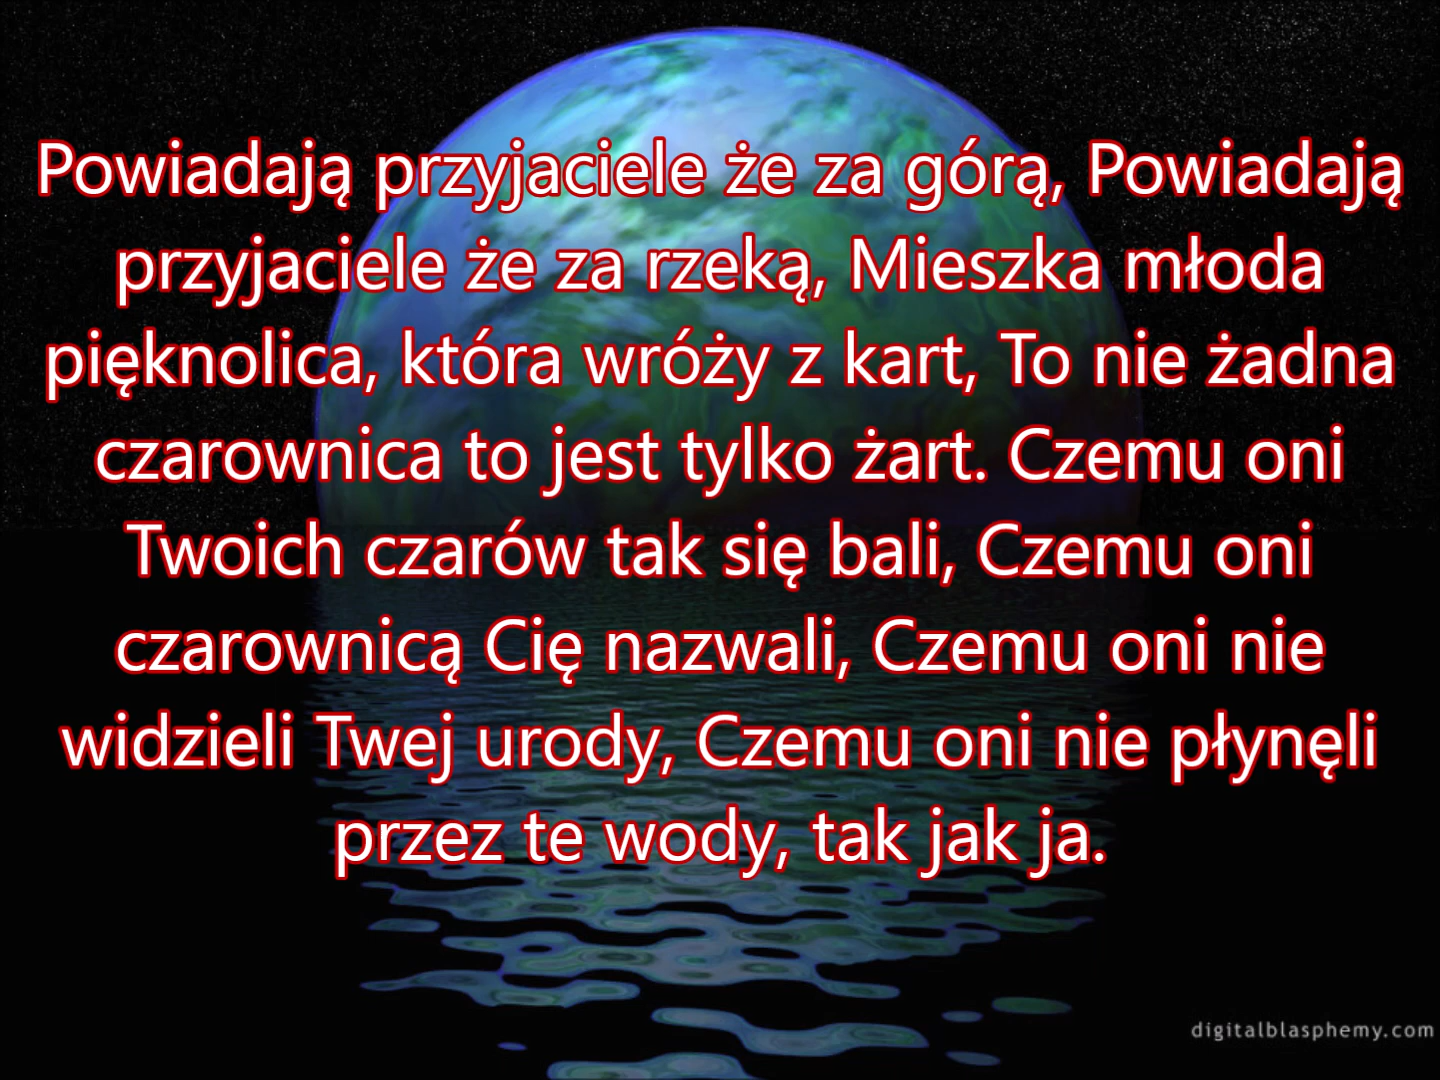 Powiadają przyjaciele że za górą, Powiadają
przyjaciele że za rzeką, Mieszka młoda
pięknolica, która wróży z kart, To nie żadna
czarownica to jest tylko żart. Czemu oni
Twoich czarów tak się bali, Czemu oni
czarownicą Cię nazwali, Czemu oni nie
widzieli Twej urody, Czemu oni nie płynęli
przez te wody, tak jak ja.
digitalblasphemy.com